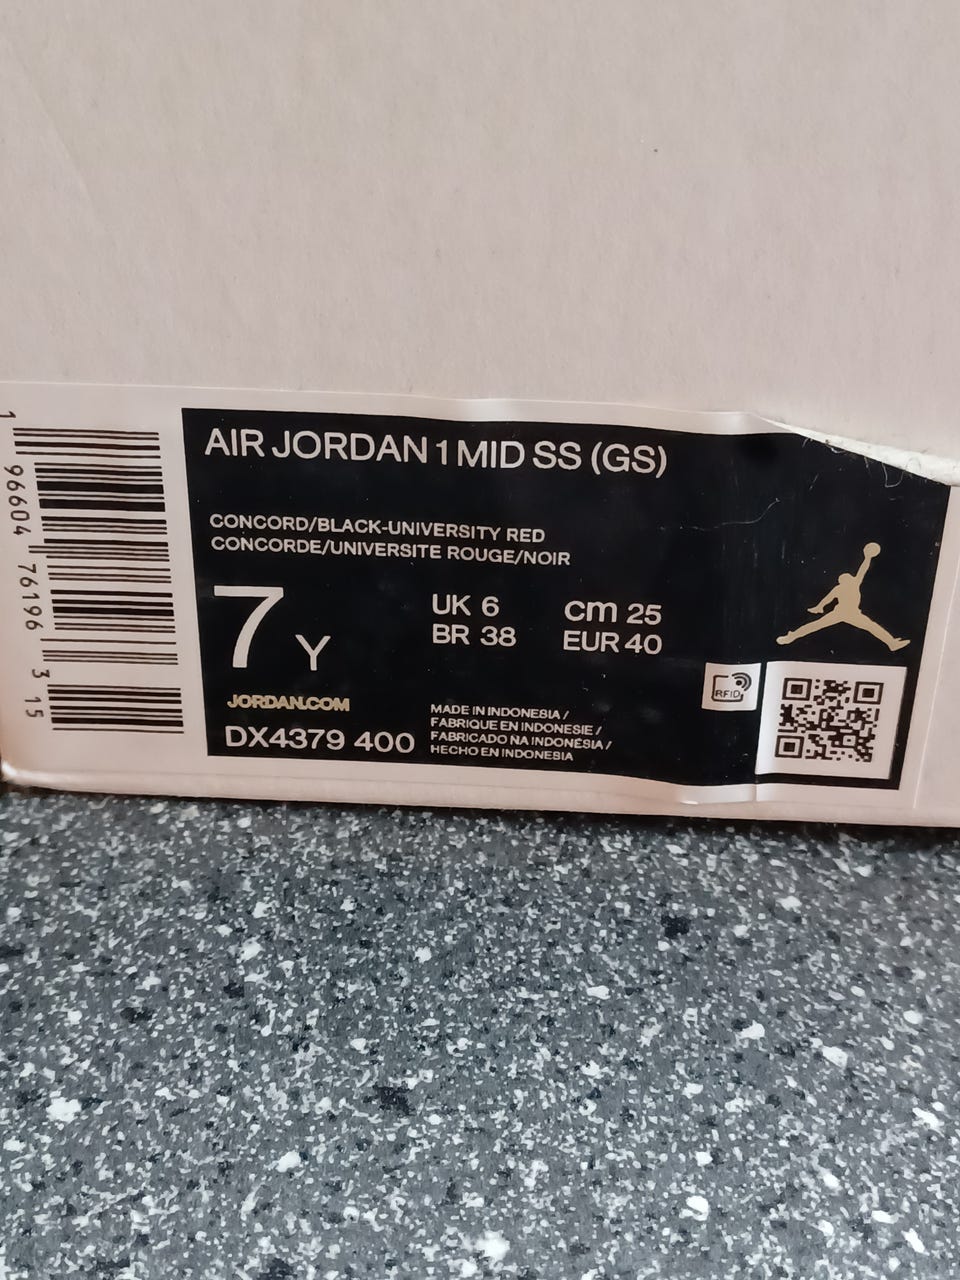 AIR JORDAN 1 MID SS (GS)
CONCORD/BLACK-UNIVERSITY RED
CONCORDE/UNIVERSITE ROUGE/NOIR
7 Y
UK 6 cm 25
BR 38 EUR 40
JORDAN.COM
DX4379 400
MADE IN INDONESIA /
FABRIQUE EN INDONESIE /
FABRICADO NA INDONÉSIA /
HECHO EN INDONESIA
RFID
1 96604 76196 3 15